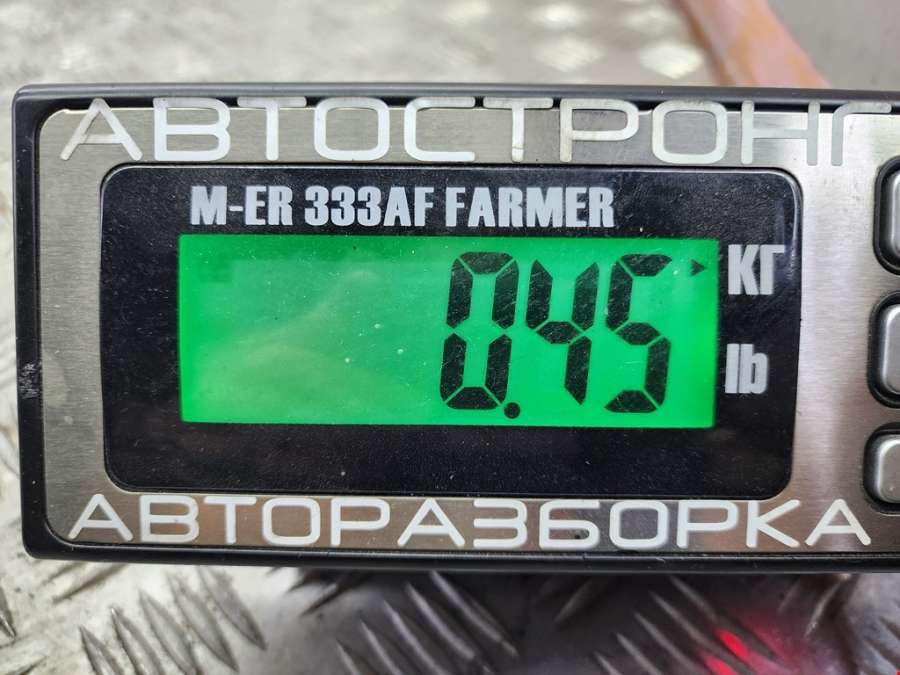 АВТОСТРОНГ
M-ER 333AF FARMER
0.45
КГ
lb
АВТОРАЗБОРКА